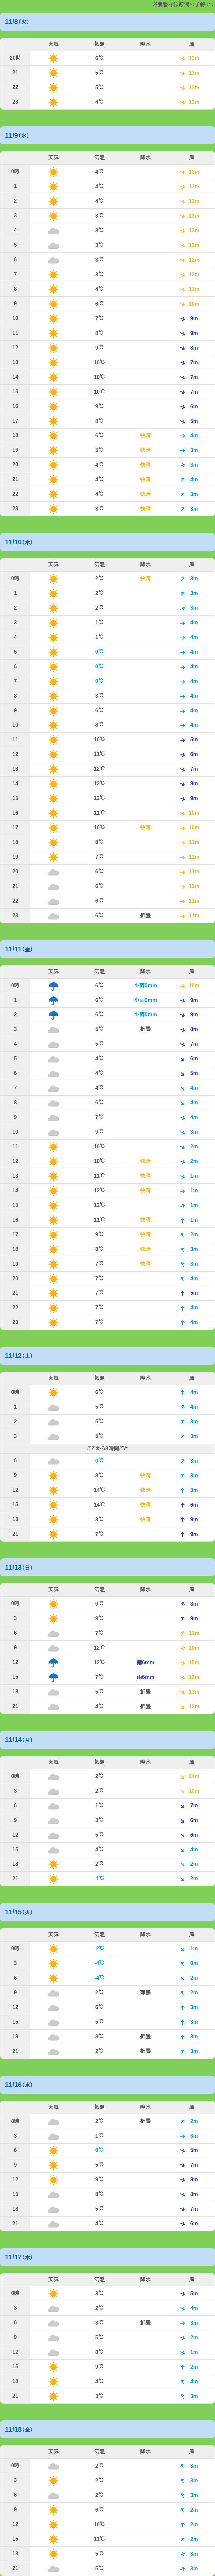 ※裏磐梯桧原湖の予報です
11/8(火)
天気 気温 降水 風
20時 6℃ 13m
21 5℃ 13m
22 5℃ 13m
23 4℃ 13m
11/9(水)
天気 気温 降水 風
0時 4℃ 13m
1 4℃ 13m
2 4℃ 13m
3 3℃ 13m
4 3℃ 13m
5 3℃ 13m
6 3℃ 12m
7 3℃ 12m
8 4℃ 11m
9 6℃ 10m
10 7℃ 9m
11 8℃ 9m
12 9℃ 8m
13 10℃ 7m
14 10℃ 7m
15 10℃ 7m
16 9℃ 6m
17 8℃ 5m
18 6℃ 快晴 4m
19 5℃ 快晴 3m
20 4℃ 快晴 3m
21 4℃ 快晴 4m
22 4℃ 快晴 3m
23 3℃ 快晴 3m
11/10(木)
天気 気温 降水 風
0時 2℃ 快晴 3m
1 2℃ 3m
2 2℃ 3m
3 1℃ 4m
4 1℃ 4m
5 0℃ 4m
6 0℃ 4m
7 0℃ 4m
8 3℃ 4m
9 6℃ 4m
10 8℃ 4m
11 10℃ 5m
12 11℃ 6m
13 12℃ 7m
14 12℃ 8m
15 12℃ 9m
16 11℃ 10m
17 10℃ 快晴 10m
18 8℃ 11m
19 7℃ 11m
20 6℃ 11m
21 6℃ 11m
22 6℃ 11m
23 6℃ 折曇 11m
11/11(金)
天気 気温 降水 風
0時 6℃ 小雨0mm 10m
1 6℃ 小雨0mm 9m
2 6℃ 小雨0mm 9m
3 5℃ 折曇 8m
4 5℃ 7m
5 4℃ 6m
6 4℃ 5m
7 4℃ 4m
8 6℃ 4m
9 7℃ 4m
10 9℃ 3m
11 10℃ 2m
12 10℃ 快晴 2m
13 11℃ 快晴 1m
14 12℃ 快晴 1m
15 12℃ 1m
16 11℃ 快晴 1m
17 9℃ 快晴 2m
18 8℃ 快晴 3m
19 7℃ 快晴 3m
20 7℃ 4m
21 7℃ 5m
22 7℃ 4m
23 7℃ 4m
11/12(土)
天気 気温 降水 風
0時 6℃ 4m
1 5℃ 4m
2 5℃ 3m
3 5℃ 3m
ここから3時間ごと
6 0℃ 3m
9 8℃ 快晴 3m
12 14℃ 快晴 3m
15 14℃ 快晴 6m
18 8℃ 快晴 9m
21 7℃ 9m
11/13(日)
天気 気温 降水 風
0時 9℃ 8m
3 8℃ 9m
6 7℃ 11m
9 12℃ 10m
12 12℃ 雨6mm 15m
15 7℃ 雨6mm 13m
18 5℃ 折曇 13m
21 4℃ 折曇 13m
11/14(月)
天気 気温 降水 風
0時 2℃ 14m
3 2℃ 10m
6 1℃ 7m
9 3℃ 6m
12 5℃ 6m
15 4℃ 4m
18 2℃ 2m
21 -1℃ 2m
11/15(火)
天気 気温 降水 風
0時 -2℃ 1m
3 -4℃ 0m
6 -4℃ 2m
9 2℃ 薄曇 2m
12 6℃ 3m
15 5℃ 3m
18 3℃ 折曇 3m
21 2℃ 折曇 3m
11/16(水)
天気 気温 降水 風
0時 2℃ 折曇 2m
3 1℃ 3m
6 0℃ 5m
9 5℃ 7m
12 9℃ 8m
15 8℃ 8m
18 5℃ 7m
21 4℃ 6m
11/17(木)
天気 気温 降水 風
0時 3℃ 5m
3 2℃ 4m
6 3℃ 折曇 3m
9 5℃ 2m
12 8℃ 1m
15 9℃ 2m
18 4℃ 4m
21 3℃ 3m
11/18(金)
天気 気温 降水 風
0時 2℃ 3m
3 2℃ 3m
6 2℃ 3m
9 6℃ 2m
12 10℃ 2m
15 11℃ 2m
18 5℃ 3m
21 5℃ 3m